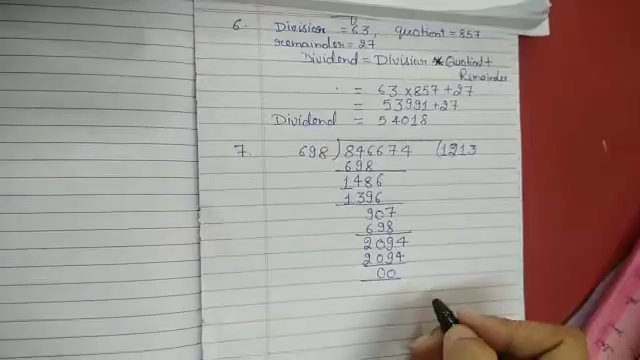 6. Division = 63, quotient = 857
remainder = 27
Dividend = Division * Quotint +
Remainder
= 63 x 857 + 27
= 53991 + 27
Dividend = 54018
7. 698 ) 846674 ( 1213
698
1486
1396
907
698
2094
2094
00